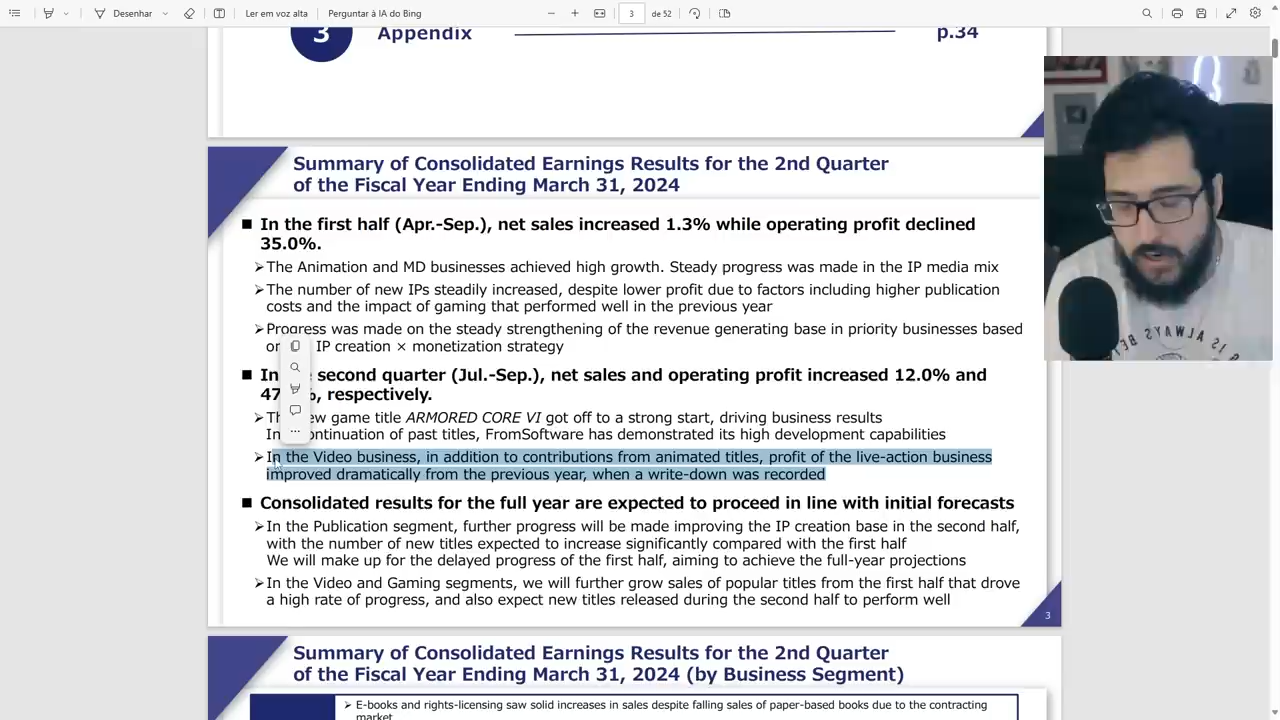 Desenhar
Ler em voz alta
Perguntar à IA do Bing
3
de 52
3
Appendix
p.34
Summary of Consolidated Earnings Results for the 2nd Quarter
of the Fiscal Year Ending March 31, 2024
■ In the first half (Apr.-Sep.), net sales increased 1.3% while operating profit declined
35.0%.
➢The Animation and MD businesses achieved high growth. Steady progress was made in the IP media mix
➢The number of new IPs steadily increased, despite lower profit due to factors including higher publication
costs and the impact of gaming that performed well in the previous year
➢Progress was made on the steady strengthening of the revenue generating base in priority businesses based
IP creation × monetization strategy
■ In second quarter (Jul.-Sep.), net sales and operating profit increased 12.0% and
respectively.
game title ARMORED CORE VI got off to a strong start, driving business results
continuation of past titles, FromSoftware has demonstrated its high development capabilities
➢In the Video business, in addition to contributions from animated titles, profit of the live-action business
improved dramatically from the previous year, when a write-down was recorded
■ Consolidated results for the full year are expected to proceed in line with initial forecasts
➢In the Publication segment, further progress will be made improving the IP creation base in the second half,
with the number of new titles expected to increase significantly compared with the first half
We will make up for the delayed progress of the first half, aiming to achieve the full-year projections
➢In the Video and Gaming segments, we will further grow sales of popular titles from the first half that drove
a high rate of progress, and also expect new titles released during the second half to perform well
3
Summary of Consolidated Earnings Results for the 2nd Quarter
of the Fiscal Year Ending March 31, 2024 (by Business Segment)
➢ E-books and rights-licensing saw solid increases in sales despite falling sales of paper-based books due to the contracting
market